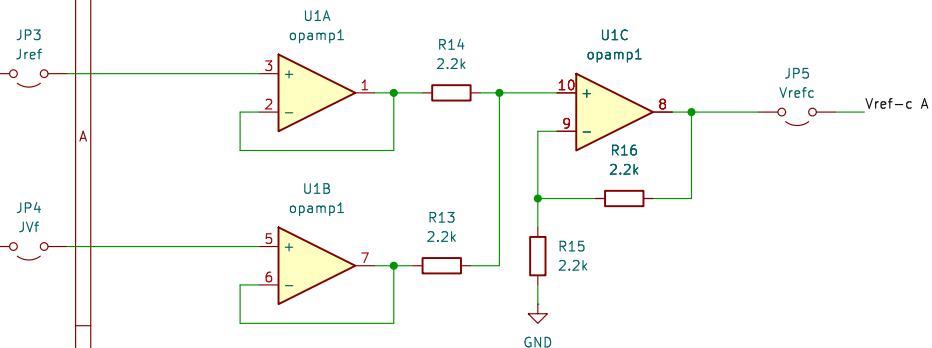 JP3
Jref
U1A
opamp1
3
+
2
−
1
R14
2.2k
U1C
opamp1
10
+
9
−
8
JP5
Vrefc
Vref-c A
A
R16
2.2k
JP4
JVf
U1B
opamp1
5
+
6
−
7
R13
2.2k
R15
2.2k
GND